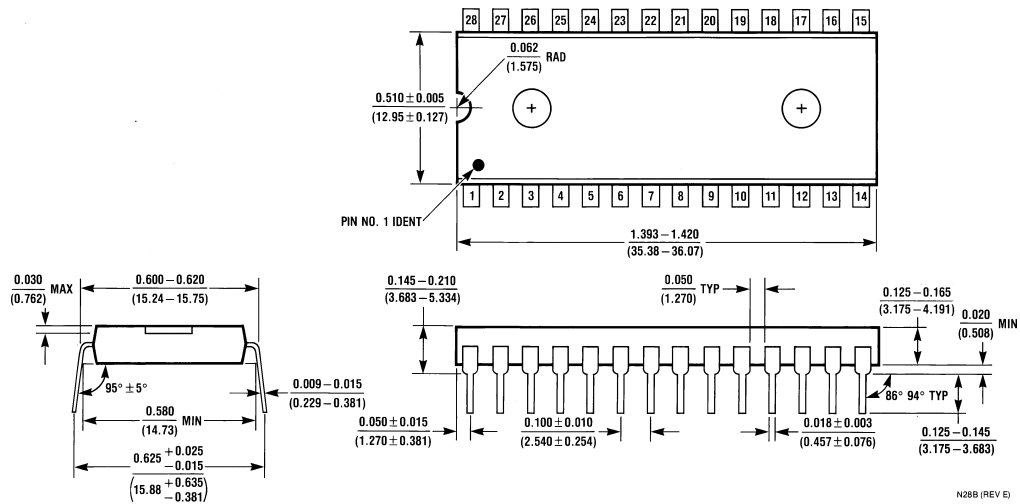 28 27 26 25 24 23 22 21 20 19 18 17 16 15
0.062
(1.575)
RAD
0.510 ± 0.005
(12.95 ± 0.127)
1 2 3 4 5 6 7 8 9 10 11 12 13 14
PIN NO. 1 IDENT
1.393 – 1.420
(35.38 – 36.07)
0.030
(0.762)
MAX
0.600 – 0.620
(15.24 – 15.75)
95° ± 5°
0.009 – 0.015
(0.229 – 0.381)
0.580
(14.73)
MIN
0.625 +0.025
-0.015
(15.88 +0.635
-0.381)
0.145 – 0.210
(3.683 – 5.334)
0.050
(1.270)
TYP
0.125 – 0.165
(3.175 – 4.191)
0.020
(0.508)
MIN
86° 94° TYP
0.050 ± 0.015
(1.270 ± 0.381)
0.100 ± 0.010
(2.540 ± 0.254)
0.018 ± 0.003
(0.457 ± 0.076)
0.125 – 0.145
(3.175 – 3.683)
N28B (REV E)